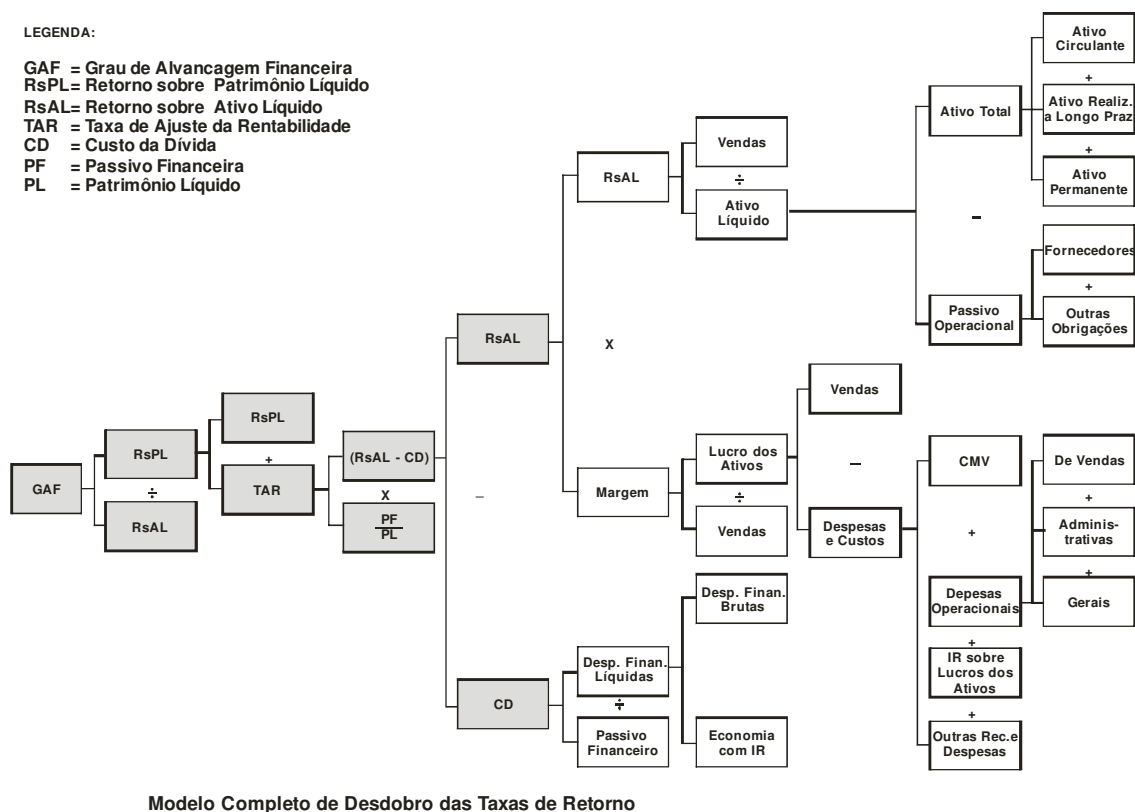 LEGENDA:
GAF = Grau de Alvancagem Financeira
RsPL= Retorno sobre Patrimônio Líquido
RsAL= Retorno sobre Ativo Líquido
TAR = Taxa de Ajuste da Rentabilidade
CD = Custo da Dívida
PF = Passivo Financeira
PL = Patrimônio Líquido
GAF
RsPL
÷
RsAL
RsPL
+
TAR
(RsAL - CD)
X
PF
PL
RsAL
–
CD
RsAL
X
Margem
Vendas
÷
Ativo
Líquido
Ativo Total
–
Passivo
Operacional
Ativo
Circulante
+
Ativo Realiz.
a Longo Praz
+
Ativo
Permanente
Fornecedores
+
Outras
Obrigações
Lucro dos
Ativos
÷
Vendas
Vendas
–
Despesas
e Custos
CMV
+
Depesas
Operacionais
+
IR sobre
Lucros dos
Ativos
+
Outras Rec.e
Despesas
De Vendas
+
Adminis-
trativas
+
Gerais
Desp. Finan.
Líquidas
÷
Passivo
Financeiro
Desp. Finan.
Brutas
Economia
com IR
Modelo Completo de Desdobro das Taxas de Retorno